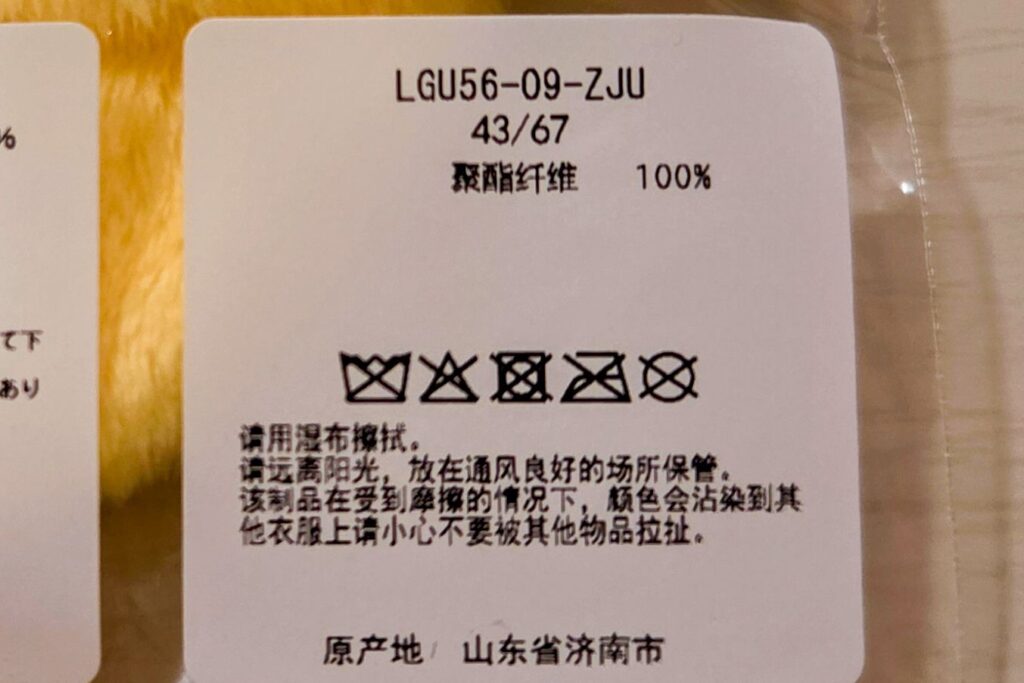 %
て下
あり
LGU56-09-ZJU
43/67
聚酯纤维 100%
请用湿布擦拭。
请远离阳光，放在通风良好的场所保管。
该制品在受到摩擦的情况下，颜色会沾染到其
他衣服上请小心不要被其他物品拉扯。
原产地/ 山东省济南市